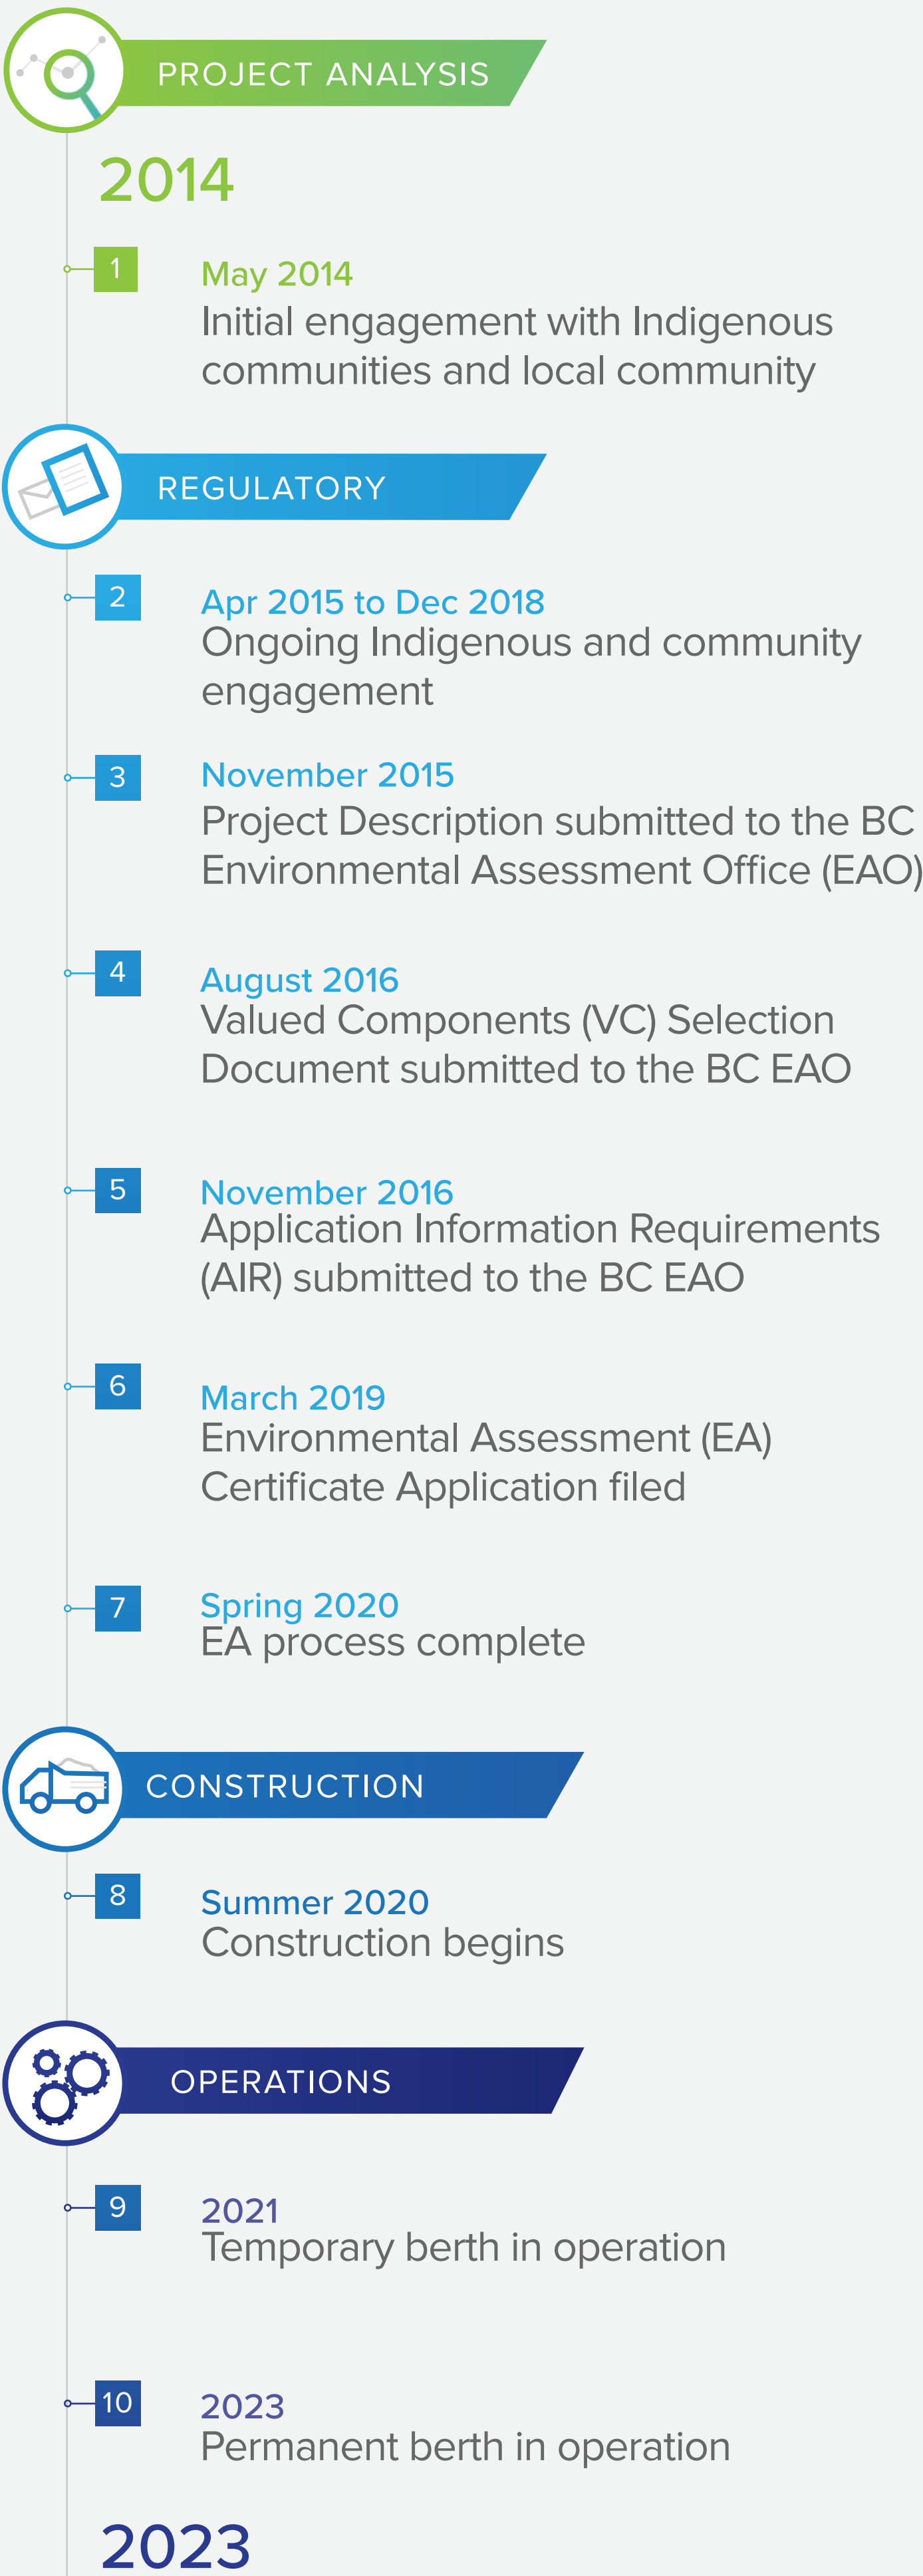 PROJECT ANALYSIS
2014
1
May 2014
Initial engagement with Indigenous
communities and local community
REGULATORY
2
Apr 2015 to Dec 2018
Ongoing Indigenous and community
engagement
3
November 2015
Project Description submitted to the BC
Environmental Assessment Office (EAO)
4
August 2016
Valued Components (VC) Selection
Document submitted to the BC EAO
5
November 2016
Application Information Requirements
(AIR) submitted to the BC EAO
6
March 2019
Environmental Assessment (EA)
Certificate Application filed
7
Spring 2020
EA process complete
CONSTRUCTION
8
Summer 2020
Construction begins
OPERATIONS
9
2021
Temporary berth in operation
10
2023
Permanent berth in operation
2023